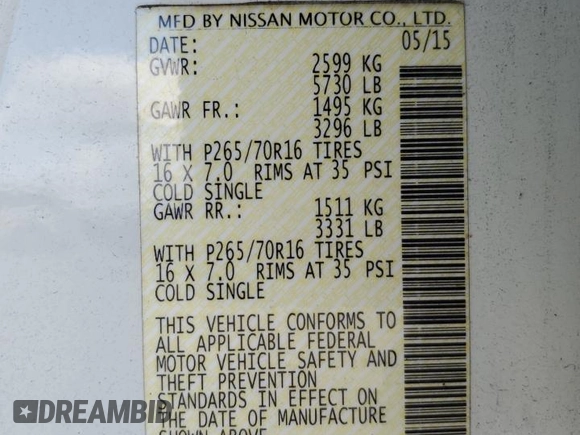 MFD BY NISSAN MOTOR CO., LTD.
DATE: 05/15
GVWR: 2599 KG
5730 LB
GAWR FR.: 1495 KG
3296 LB
WITH P265/70R16 TIRES
16 X 7.0 RIMS AT 35 PSI
COLD SINGLE
GAWR RR.: 1511 KG
3331 LB
WITH P265/70R16 TIRES
16 X 7.0 RIMS AT 35 PSI
COLD SINGLE
THIS VEHICLE CONFORMS TO
ALL APPLICABLE FEDERAL
MOTOR VEHICLE SAFETY AND
THEFT PREVENTION
STANDARDS IN EFFECT ON
THE DATE OF MANUFACTURE
SHOWN ABOVE
DREAMBID